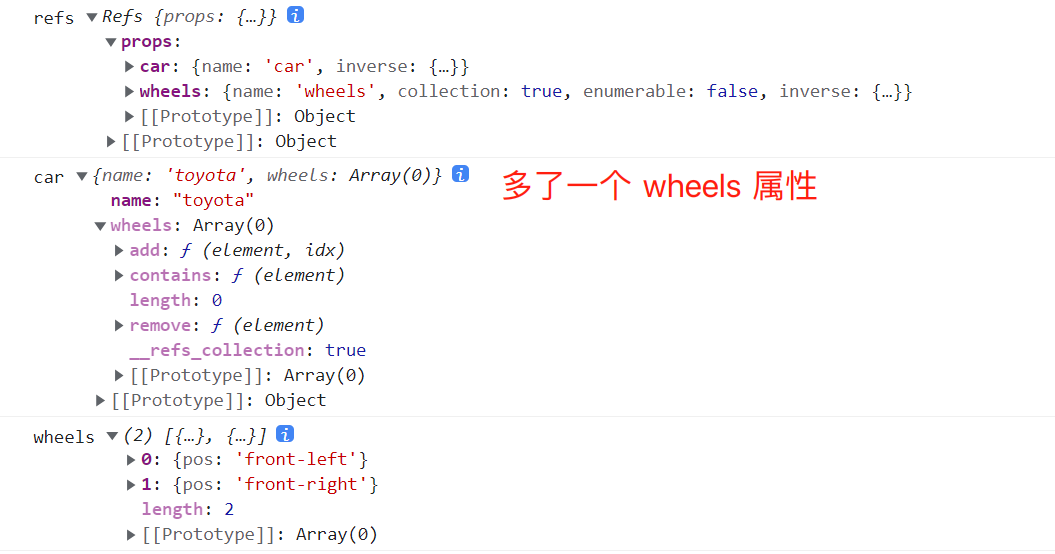 refs ▼Refs {props: {…}} i
▼props:
▶car: {name: 'car', inverse: {…}}
▶wheels: {name: 'wheels', collection: true, enumerable: false, inverse: {…}}
▶[[Prototype]]: Object
▶[[Prototype]]: Object
car ▼{name: 'toyota', wheels: Array(0)} i 多了一个 wheels 属性
name: "toyota"
▼wheels: Array(0)
▶add: ƒ (element, idx)
▶contains: ƒ (element)
length: 0
▶remove: ƒ (element)
__refs_collection: true
▶[[Prototype]]: Array(0)
▶[[Prototype]]: Object
wheels ▼(2) [{…}, {…}] i
▶0: {pos: 'front-left'}
▶1: {pos: 'front-right'}
length: 2
▶[[Prototype]]: Array(0)